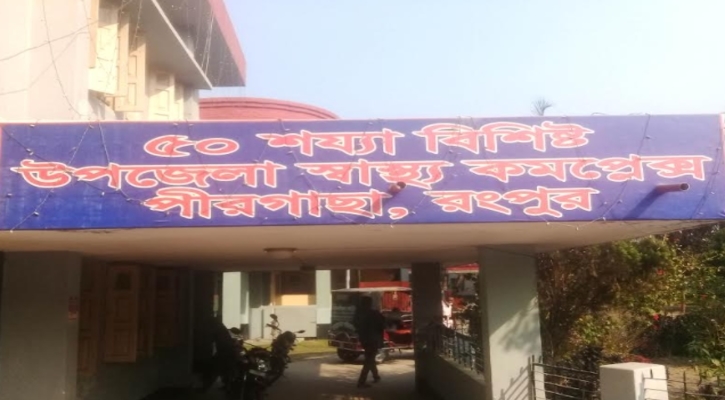 ৫০ শয্যা বিশিষ্ট
উপজেলা স্বাস্থ্য কমপ্লেক্স
পীরগাছা, রংপুর